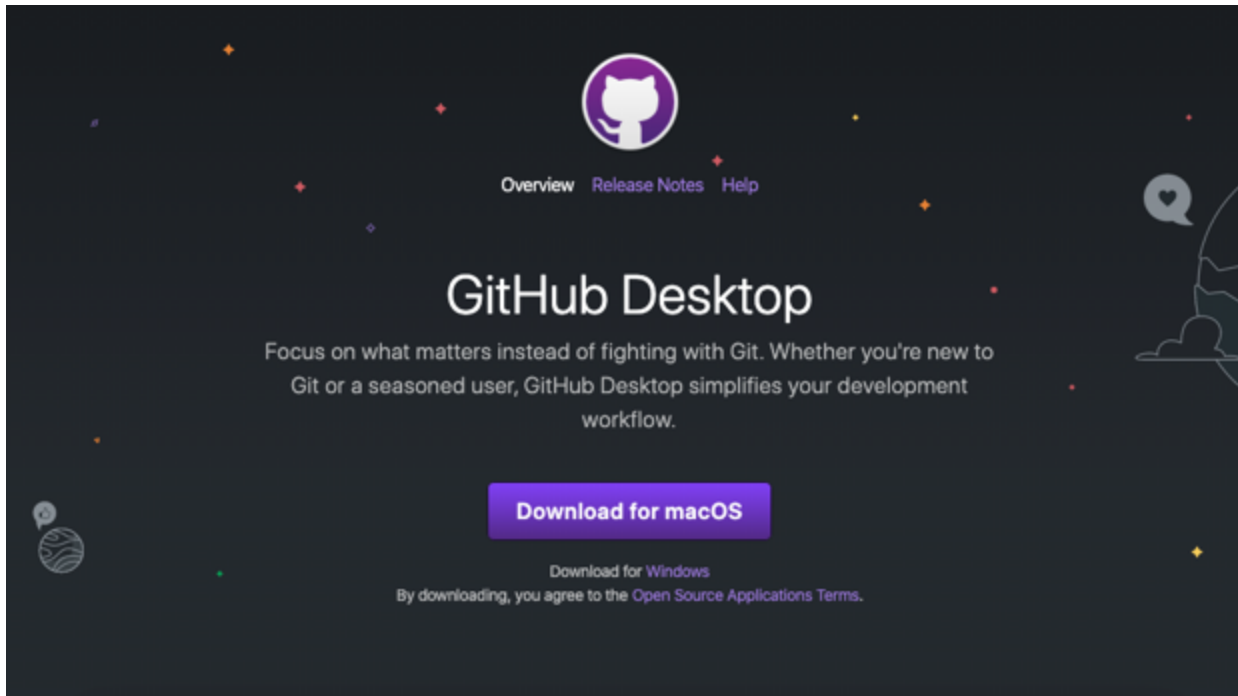 Overview Release Notes Help
GitHub Desktop
Focus on what matters instead of fighting with Git. Whether you're new to
Git or a seasoned user, GitHub Desktop simplifies your development
workflow.
Download for macOS
Download for Windows
By downloading, you agree to the Open Source Applications Terms.